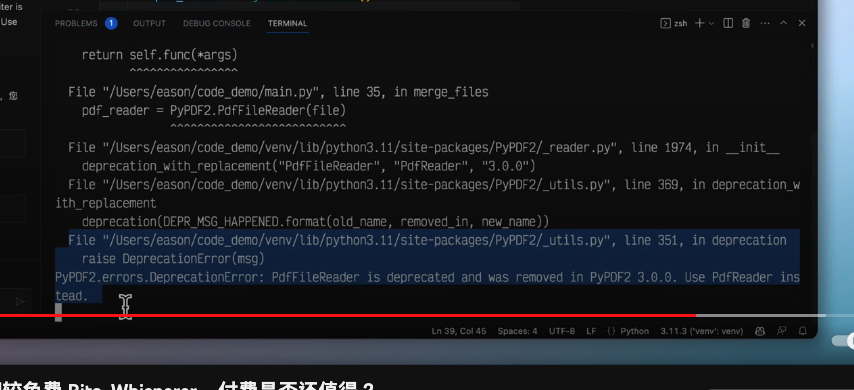 iter is
Use
，您
PROBLEMS 1 OUTPUT DEBUG CONSOLE TERMINAL zsh
return self.func(*args)
^^^^^^^^^^^^^^^^
File "/Users/eason/code_demo/main.py", line 35, in merge_files
pdf_reader = PyPDF2.PdfFileReader(file)
^^^^^^^^^^^^^^^^^^^^^^^^^^
File "/Users/eason/code_demo/venv/lib/python3.11/site-packages/PyPDF2/_reader.py", line 1974, in __init__
deprecation_with_replacement("PdfFileReader", "PdfReader", "3.0.0")
File "/Users/eason/code_demo/venv/lib/python3.11/site-packages/PyPDF2/_utils.py", line 369, in deprecation_w
ith_replacement
deprecation(DEPR_MSG_HAPPENED.format(old_name, removed_in, new_name))
File "/Users/eason/code_demo/venv/lib/python3.11/site-packages/PyPDF2/_utils.py", line 351, in deprecation
raise DeprecationError(msg)
PyPDF2.errors.DeprecationError: PdfFileReader is deprecated and was removed in PyPDF2 3.0.0. Use PdfReader ins
tead.
Ln 39, Col 45 Spaces: 4 UTF-8 LF {} Python 3.11.3 ('venv': venv)
较免费 Bito, Whisperer，付费是否还值得？